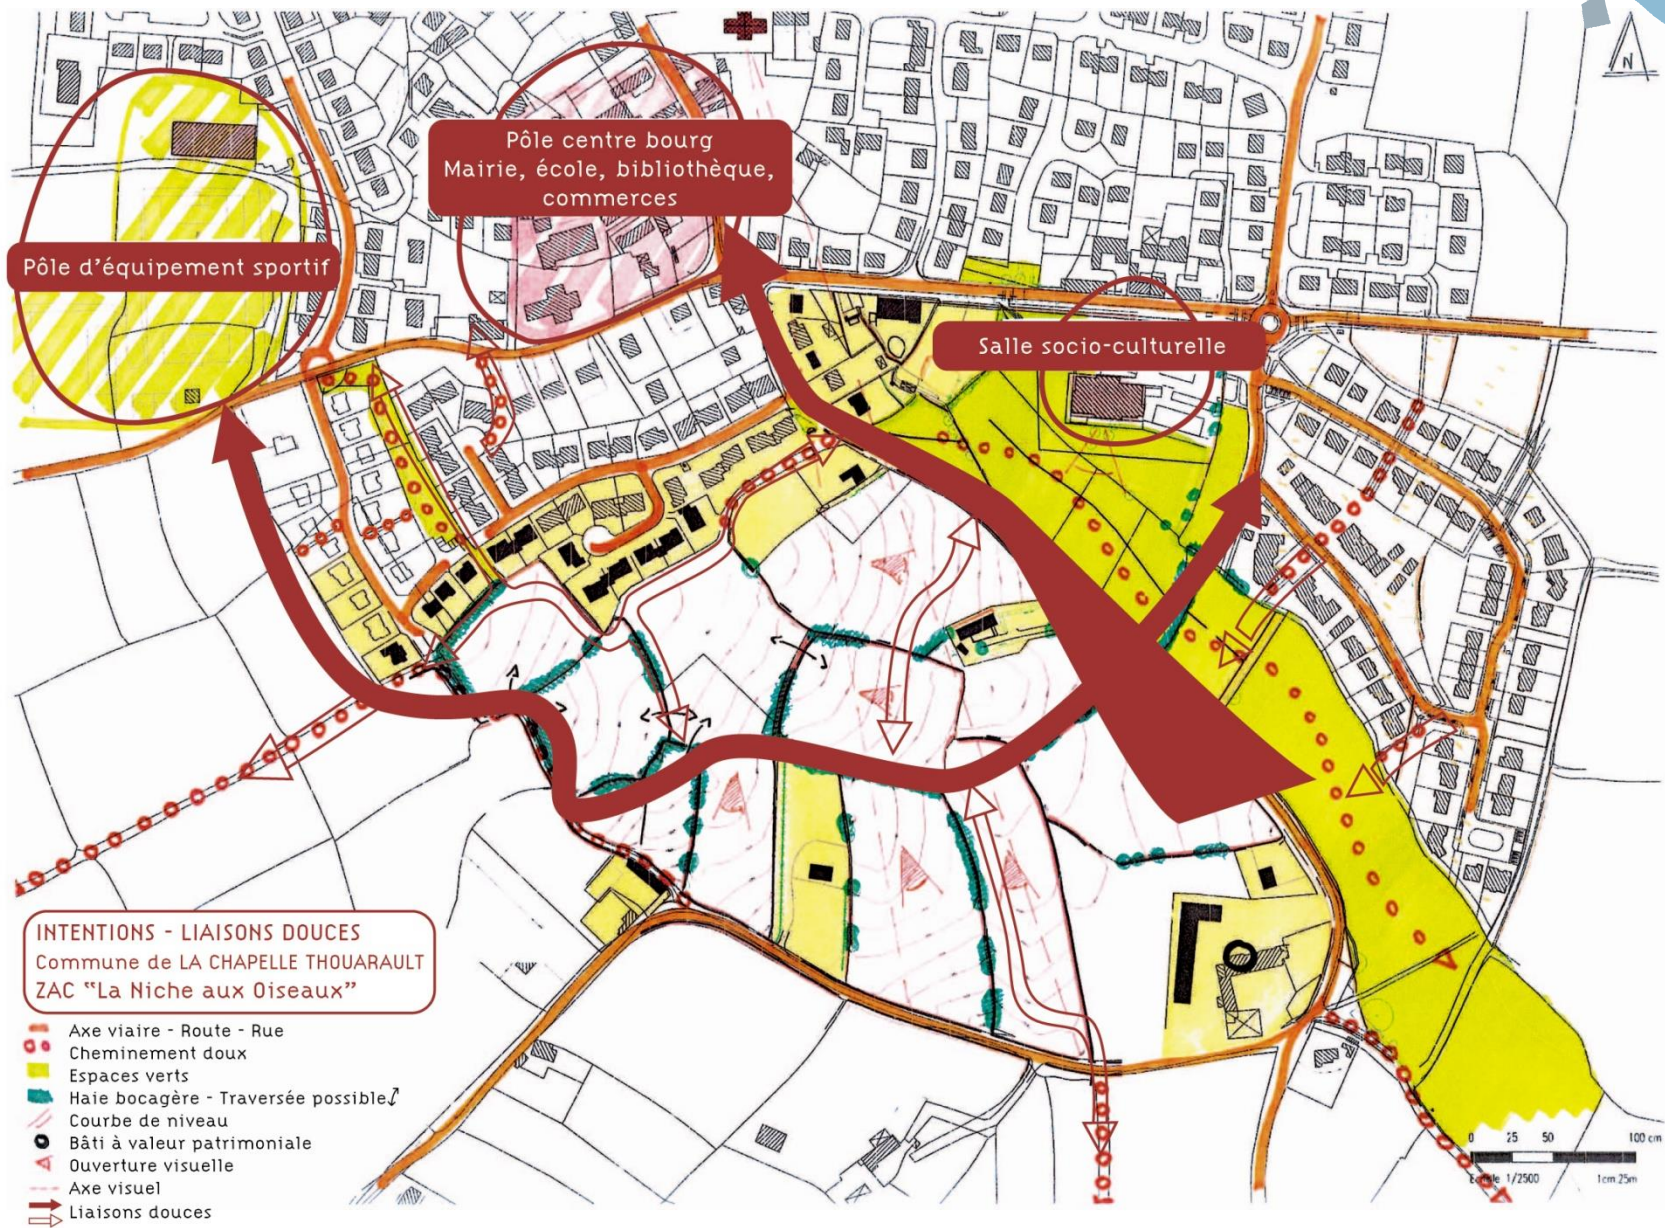 N
Pôle centre bourg
Mairie, école, bibliothèque,
commerces
Pôle d'équipement sportif
Salle socio-culturelle
INTENTIONS - LIAISONS DOUCES
Commune de LA CHAPELLE THOUARAULT
ZAC "La Niche aux Oiseaux"
Axe viaire - Route - Rue
Cheminement doux
Espaces verts
Haie bocagère - Traversée possible
Courbe de niveau
Bâti à valeur patrimoniale
Ouverture visuelle
Axe visuel
Liaisons douces
0 25 50 100 cm
Echelle 1/2500 1cm.25m